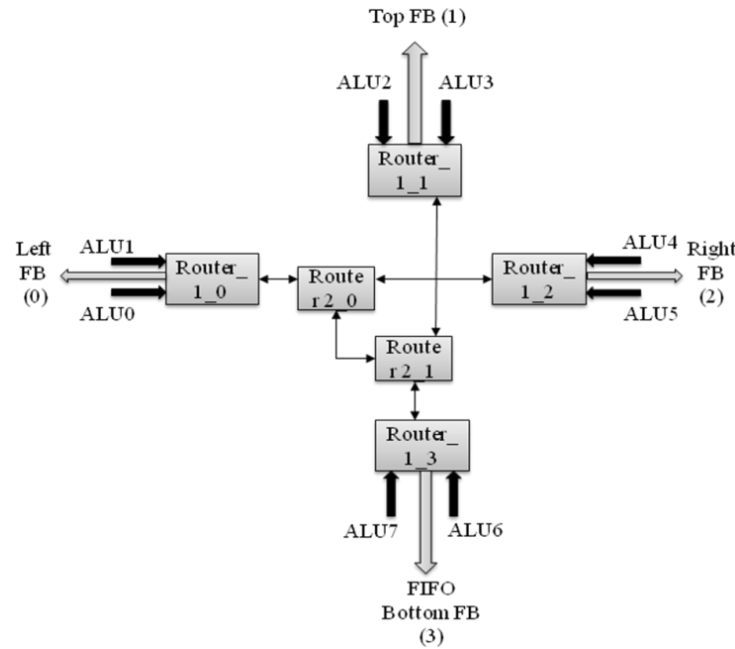 Top FB (1)
ALU2
ALU3
Router_
1_1
Left
FB
(0)
ALU1
ALU0
Router_
1_0
Route
r2_0
Router_
1_2
ALU4
ALU5
Right
FB
(2)
Route
r2_1
Router_
1_3
ALU7
ALU6
FIFO
Bottom FB
(3)